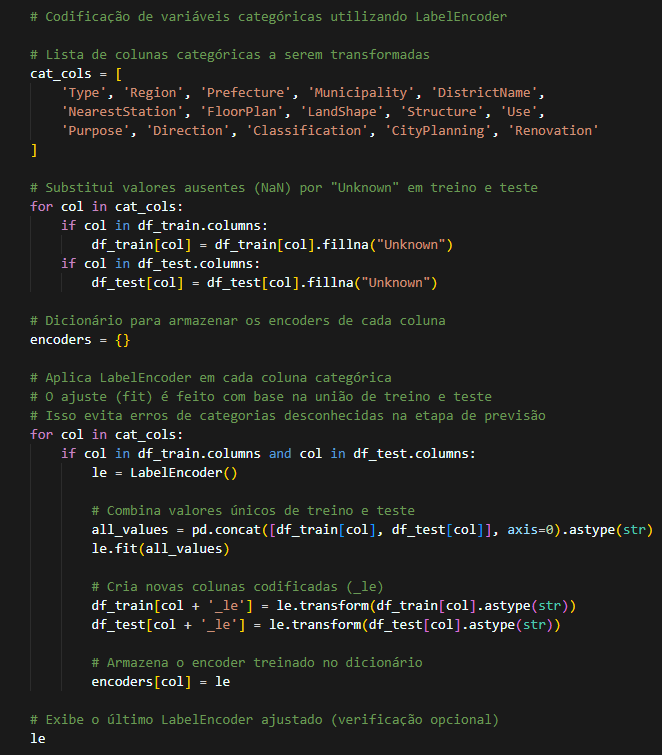 # Codificação de variáveis categóricas utilizando LabelEncoder
# Lista de colunas categóricas a serem transformadas
cat_cols = [
    'Type', 'Region', 'Prefecture', 'Municipality', 'DistrictName',
    'NearestStation', 'FloorPlan', 'LandShape', 'Structure', 'Use',
    'Purpose', 'Direction', 'Classification', 'CityPlanning', 'Renovation'
]
# Substitui valores ausentes (NaN) por "Unknown" em treino e teste
for col in cat_cols:
    if col in df_train.columns:
        df_train[col] = df_train[col].fillna("Unknown")
    if col in df_test.columns:
        df_test[col] = df_test[col].fillna("Unknown")
# Dicionário para armazenar os encoders de cada coluna
encoders = {}
# Aplica LabelEncoder em cada coluna categórica
# O ajuste (fit) é feito com base na união de treino e teste
# Isso evita erros de categorias desconhecidas na etapa de previsão
for col in cat_cols:
    if col in df_train.columns and col in df_test.columns:
        le = LabelEncoder()
        # Combina valores únicos de treino e teste
        all_values = pd.concat([df_train[col], df_test[col]], axis=0).astype(str)
        le.fit(all_values)
        # Cria novas colunas codificadas (_le)
        df_train[col + '_le'] = le.transform(df_train[col].astype(str))
        df_test[col + '_le'] = le.transform(df_test[col].astype(str))
        # Armazena o encoder treinado no dicionário
        encoders[col] = le
# Exibe o último LabelEncoder ajustado (verificação opcional)
le